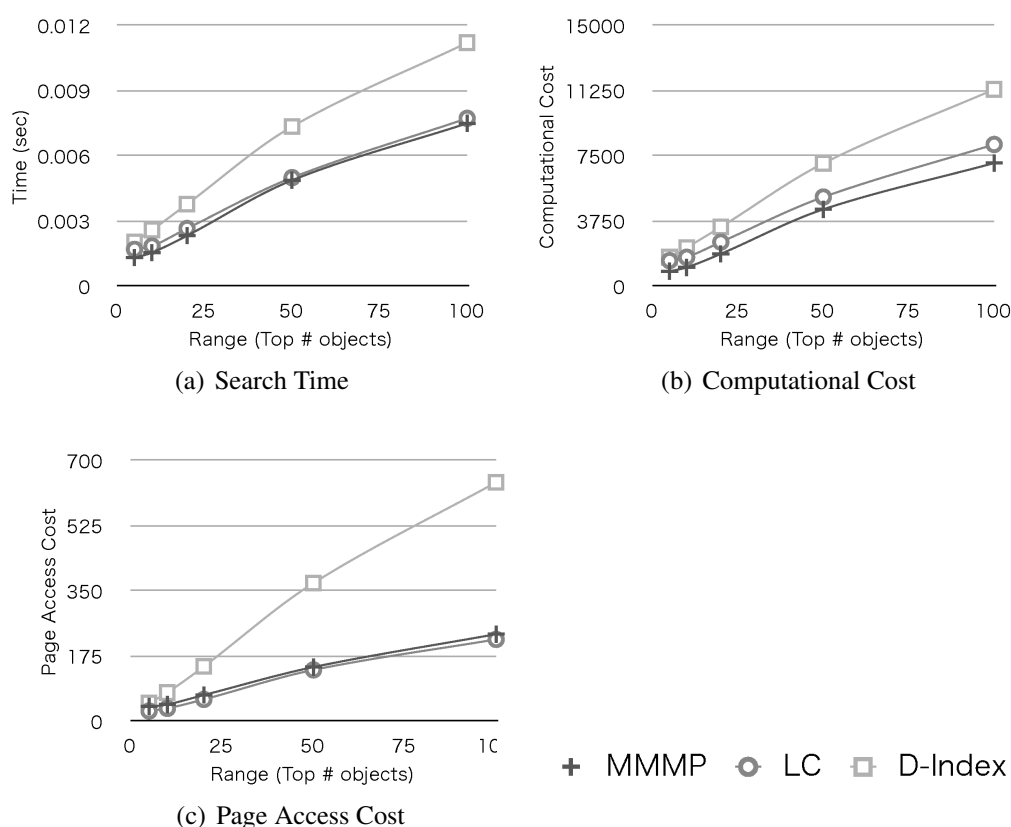 0.012
0.009
0.006
0.003
0
Time (sec)
0 25 50 75 100
Range (Top # objects)
(a) Search Time
15000
11250
7500
3750
0
Computational Cost
0 25 50 75 100
Range (Top # objects)
(b) Computational Cost
700
525
350
175
0
Page Access Cost
0 25 50 75
Range (Top # objects)
(c) Page Access Cost
MMMP LC D-Index